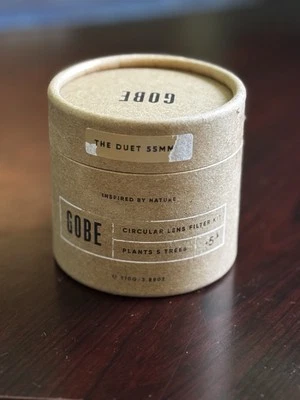 GOBE
THE DUET 55MM
INSPIRED BY NATURE
GOBE
CIRCULAR LENS FILTER
PLANTS 5 TREES